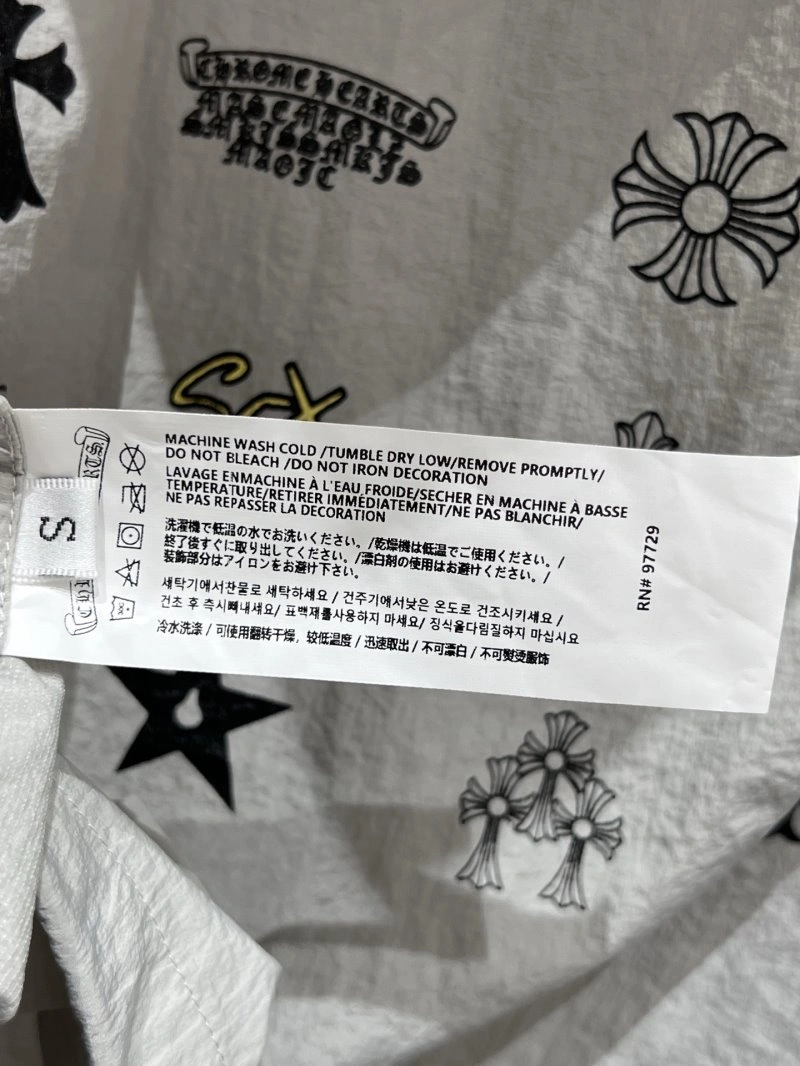 CHROME HEARTS
MAGIC
Sex
S
MACHINE WASH COLD /TUMBLE DRY LOW/REMOVE PROMPTLY/
DO NOT BLEACH /DO NOT IRON DECORATION
LAVAGE ENMACHINE À L'EAU FROIDE/SECHER EN MACHINE À BASSE
TEMPERATURE/RETIRER IMMÉDIATEMENT/NE PAS BLANCHIR/
NE PAS REPASSER LA DECORATION
洗濯機で低温の水でお洗いください。/乾燥機は低温でご使用ください。/
終了後すぐに取り出してください。/漂白剤の使用はお避けください。/
装飾部分はアイロンをお避け下さい。
세탁기에서찬물로 세탁하세요 / 건주기에서낮은 온도로 건조시키세요 /
건초 후 즉시빼내세요/ 표백제를사용하지 마세요/ 징식을다림질하지 마십시요
冷水洗涤 / 可使用翻转干燥，较低温度 / 迅速取出 / 不可漂白 / 不可熨烫服饰
RN# 97729